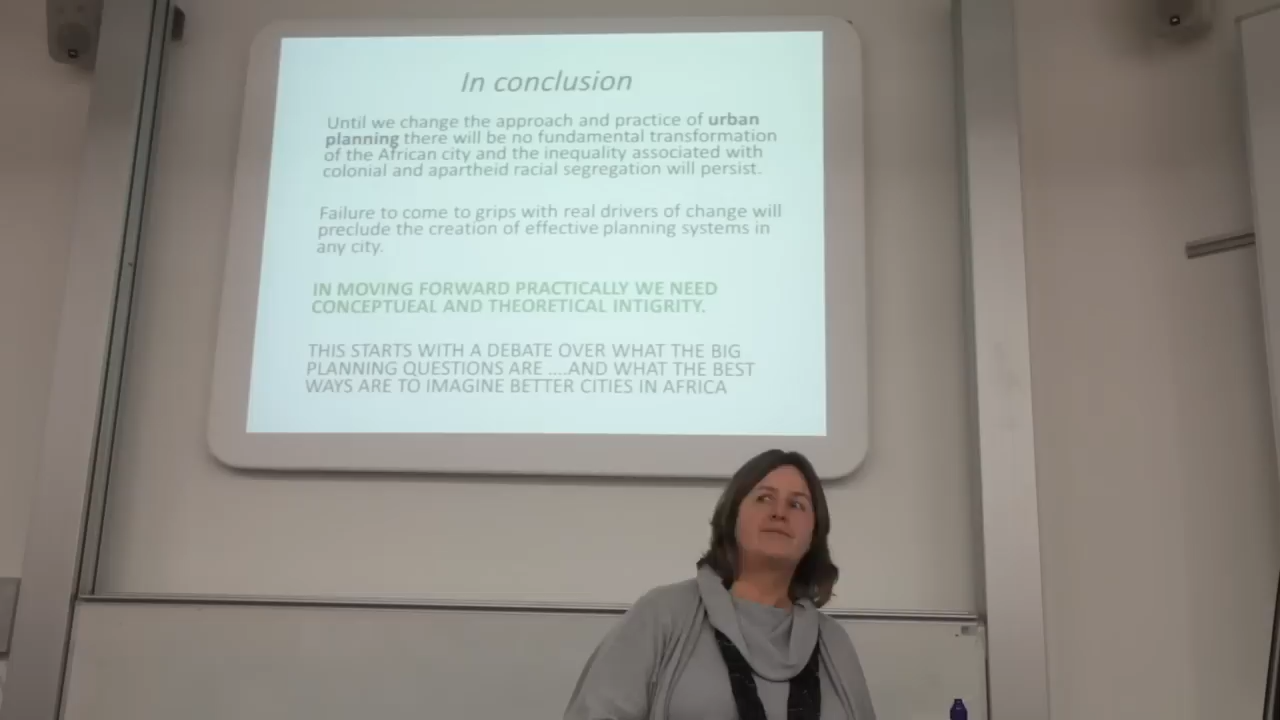 In conclusion
Until we change the approach and practice of urban
planning there will be no fundamental transformation
of the African city and the inequality associated with
colonial and apartheid racial segregation will persist.
Failure to come to grips with real drivers of change will
preclude the creation of effective planning systems in
any city.
IN MOVING FORWARD PRACTICALLY WE NEED
CONCEPTUEAL AND THEORETICAL INTIGRITY.
THIS STARTS WITH A DEBATE OVER WHAT THE BIG
PLANNING QUESTIONS ARE ....AND WHAT THE BEST
WAYS ARE TO IMAGINE BETTER CITIES IN AFRICA